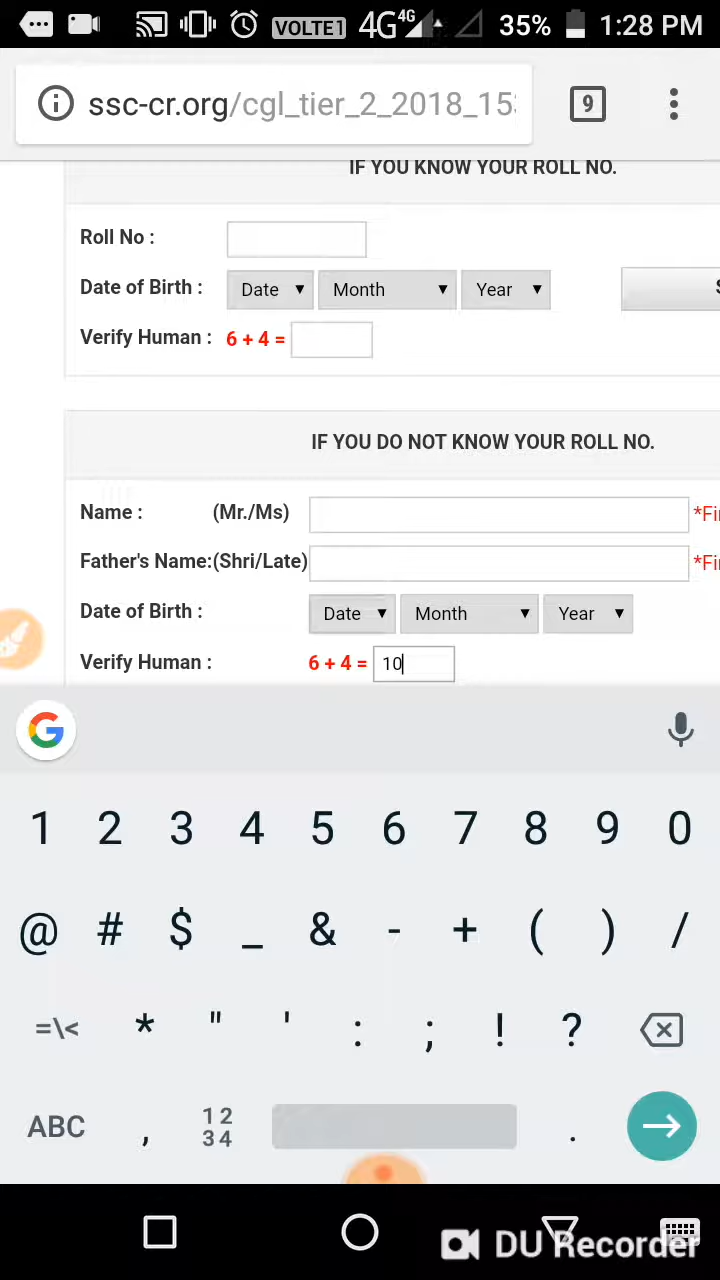 VOLTE1 4G 4G 35% 1:28 PM
ssc-cr.org/cgl_tier_2_2018_15 9
IF YOU KNOW YOUR ROLL NO.
Roll No :
Date of Birth : Date Month Year
Verify Human : 6 + 4 =
IF YOU DO NOT KNOW YOUR ROLL NO.
Name : (Mr./Ms) *Fi
Father's Name:(Shri/Late) *Fi
Date of Birth : Date Month Year
Verify Human : 6 + 4 = 10
G
1 2 3 4 5 6 7 8 9 0
@ # $ _ & - + ( ) /
=\< * " ' : ; ! ?
ABC , 12 34 .
DU Recorder